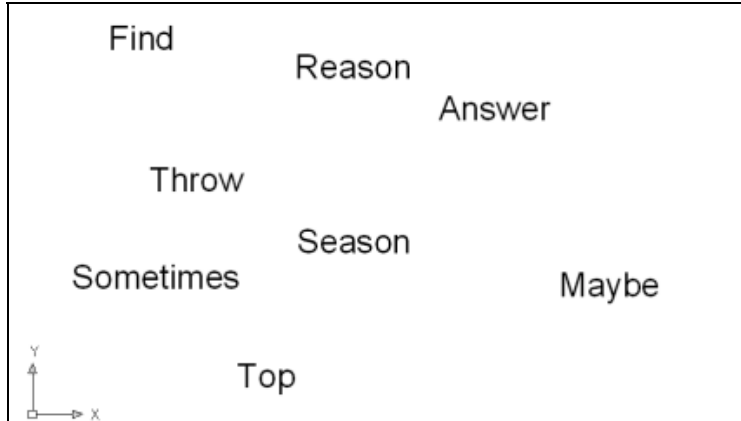 Find
Reason
Answer
Throw
Season
Sometimes
Maybe
Top
Y
X